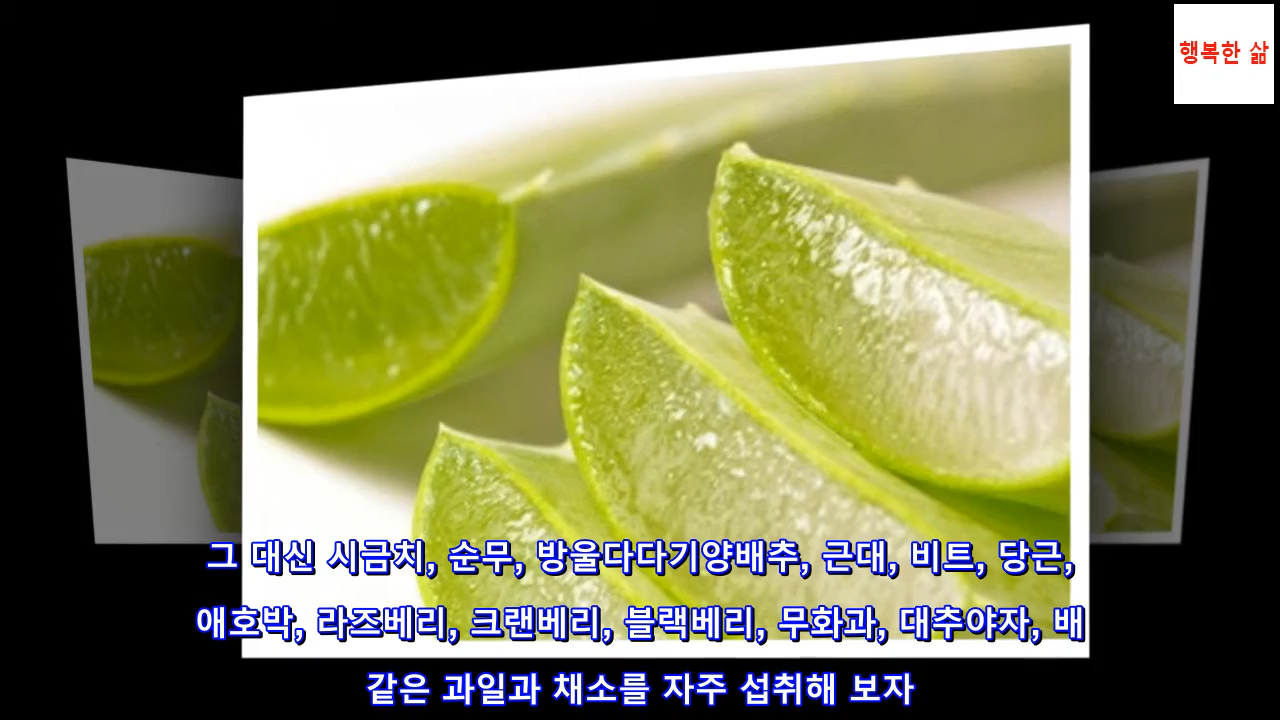 행복한 삶
그 대신 시금치, 순무, 방울다다기양배추, 근대, 비트, 당근,
애호박, 라즈베리, 크랜베리, 블랙베리, 무화과, 대추야자, 배
같은 과일과 채소를 자주 섭취해 보자